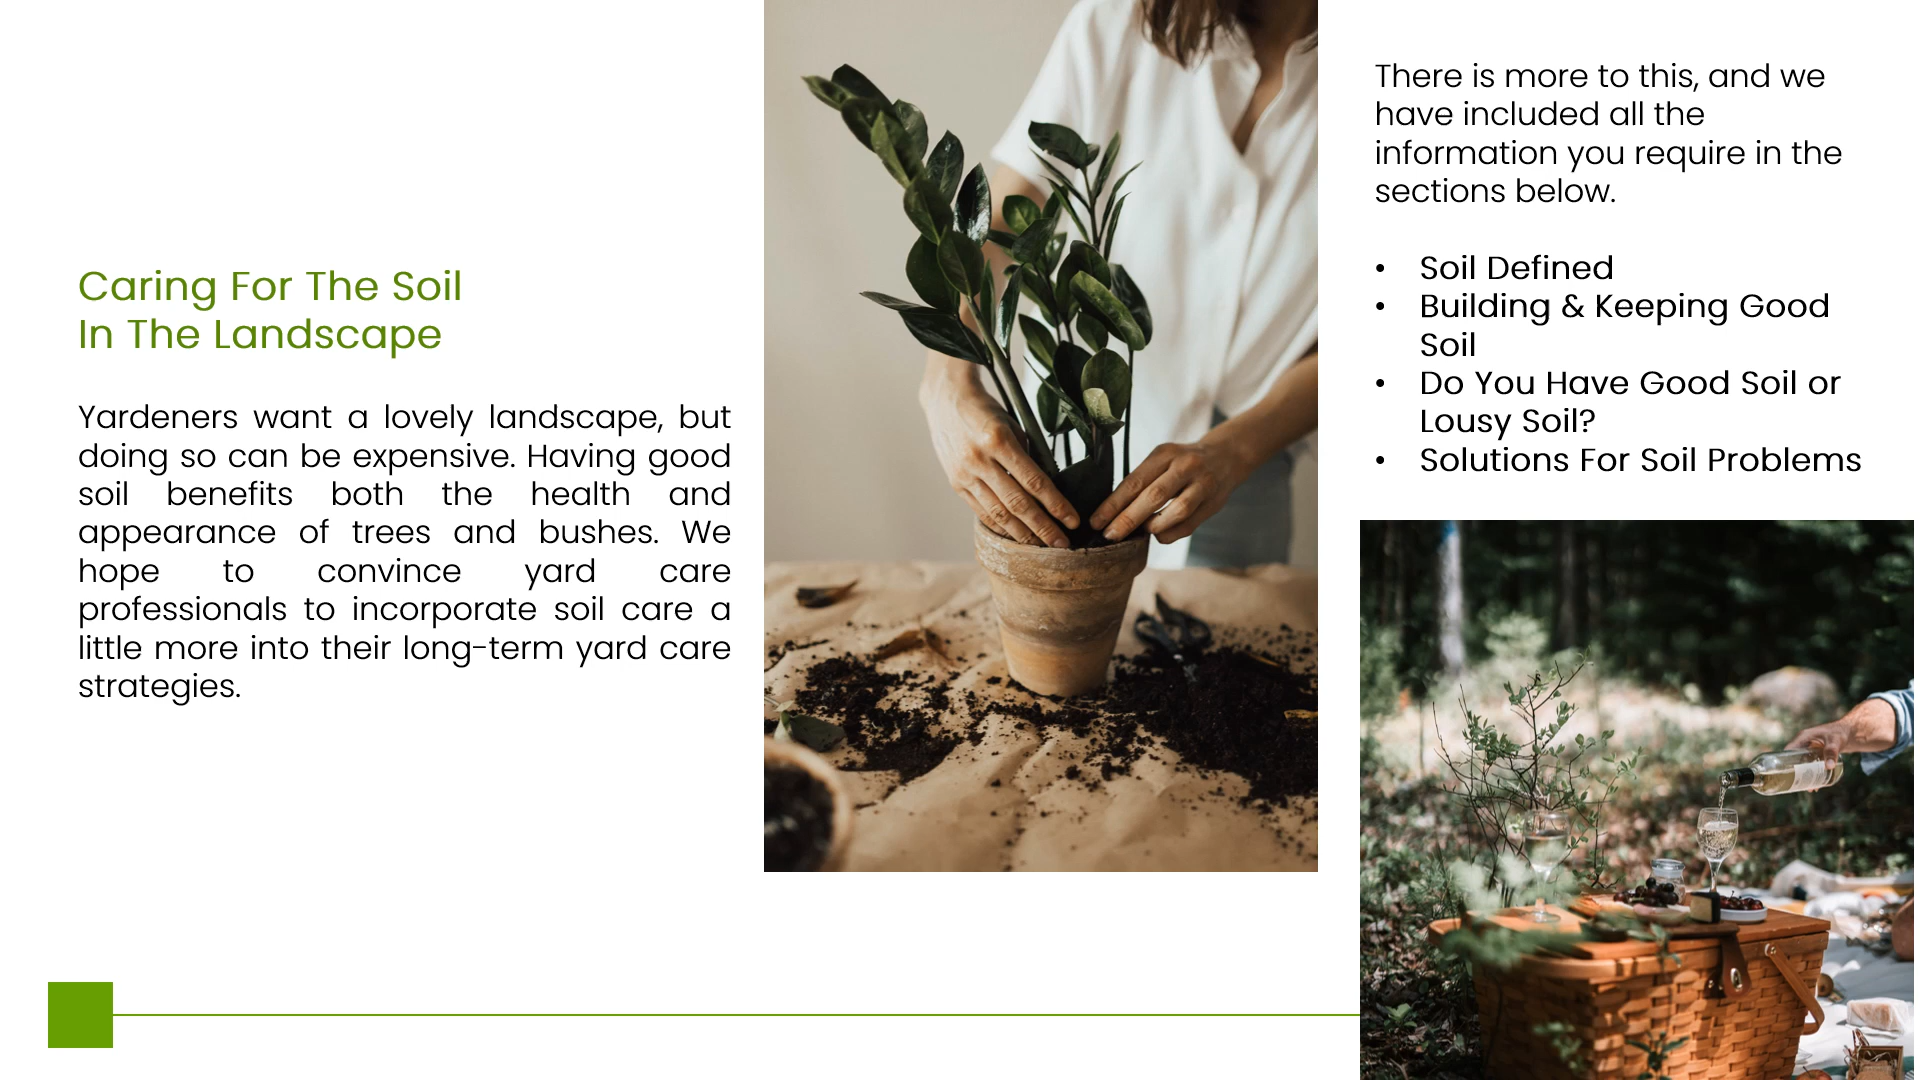 Caring For The Soil
In The Landscape
Yardeners want a lovely landscape, but
doing so can be expensive. Having good
soil benefits both the health and
appearance of trees and bushes. We
hope to convince yard care
professionals to incorporate soil care a
little more into their long-term yard care
strategies.
There is more to this, and we
have included all the
information you require in the
sections below.
• Soil Defined
• Building & Keeping Good
Soil
• Do You Have Good Soil or
Lousy Soil?
• Solutions For Soil Problems